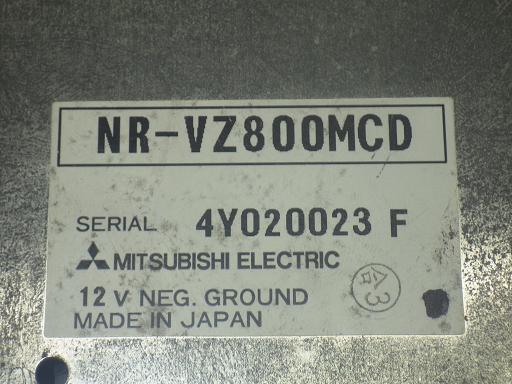 NR-VZ800MCD
SERIAL 4Y020023 F
MITSUBISHI ELECTRIC
12 V NEG. GROUND
MADE IN JAPAN